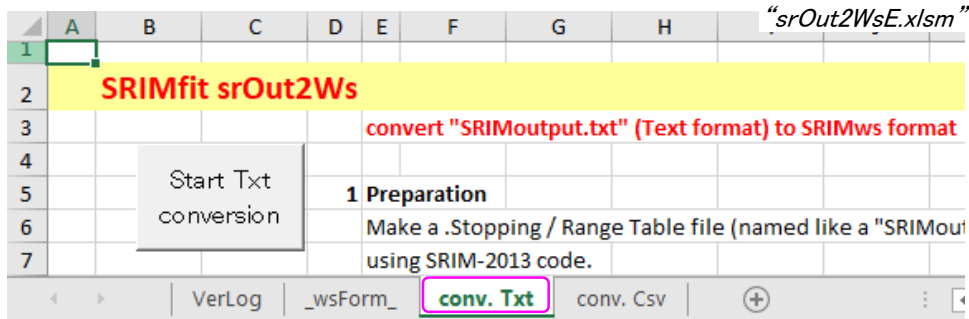 “srOut2WsE.xlsm”
A B C D E F G H
1
2 SRIMfit srOut2Ws
3 convert "SRIMoutput.txt" (Text format) to SRIMws format
4
Start Txt
5 1 Preparation
conversion
6 Make a .Stopping / Range Table file (named like a "SRIMout
7 using SRIM-2013 code.
VerLog _wsForm_ conv. Txt conv. Csv